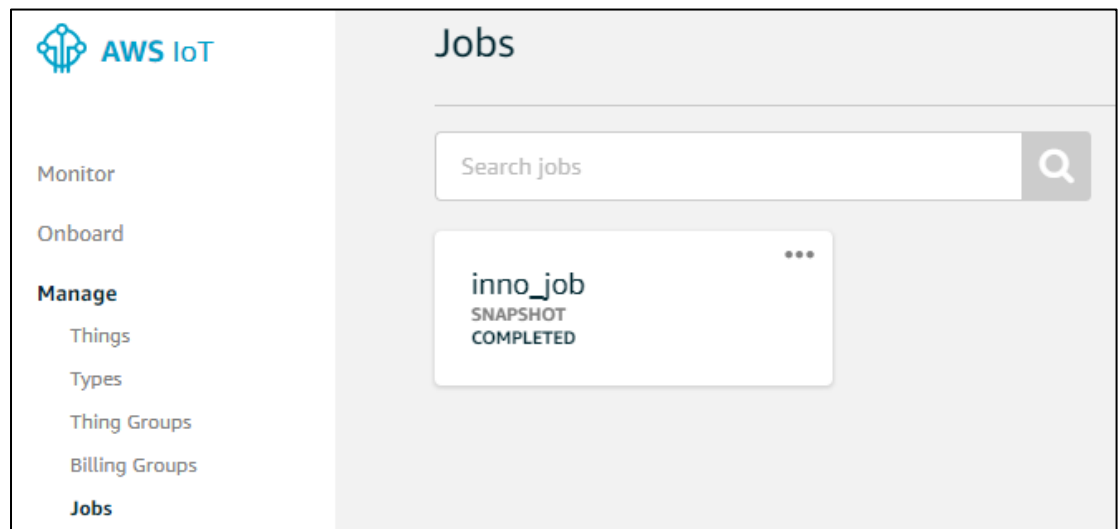 AWS IoT
Monitor
Onboard
Manage
Things
Types
Thing Groups
Billing Groups
Jobs
Jobs
Search jobs
inno_job
SNAPSHOT
COMPLETED